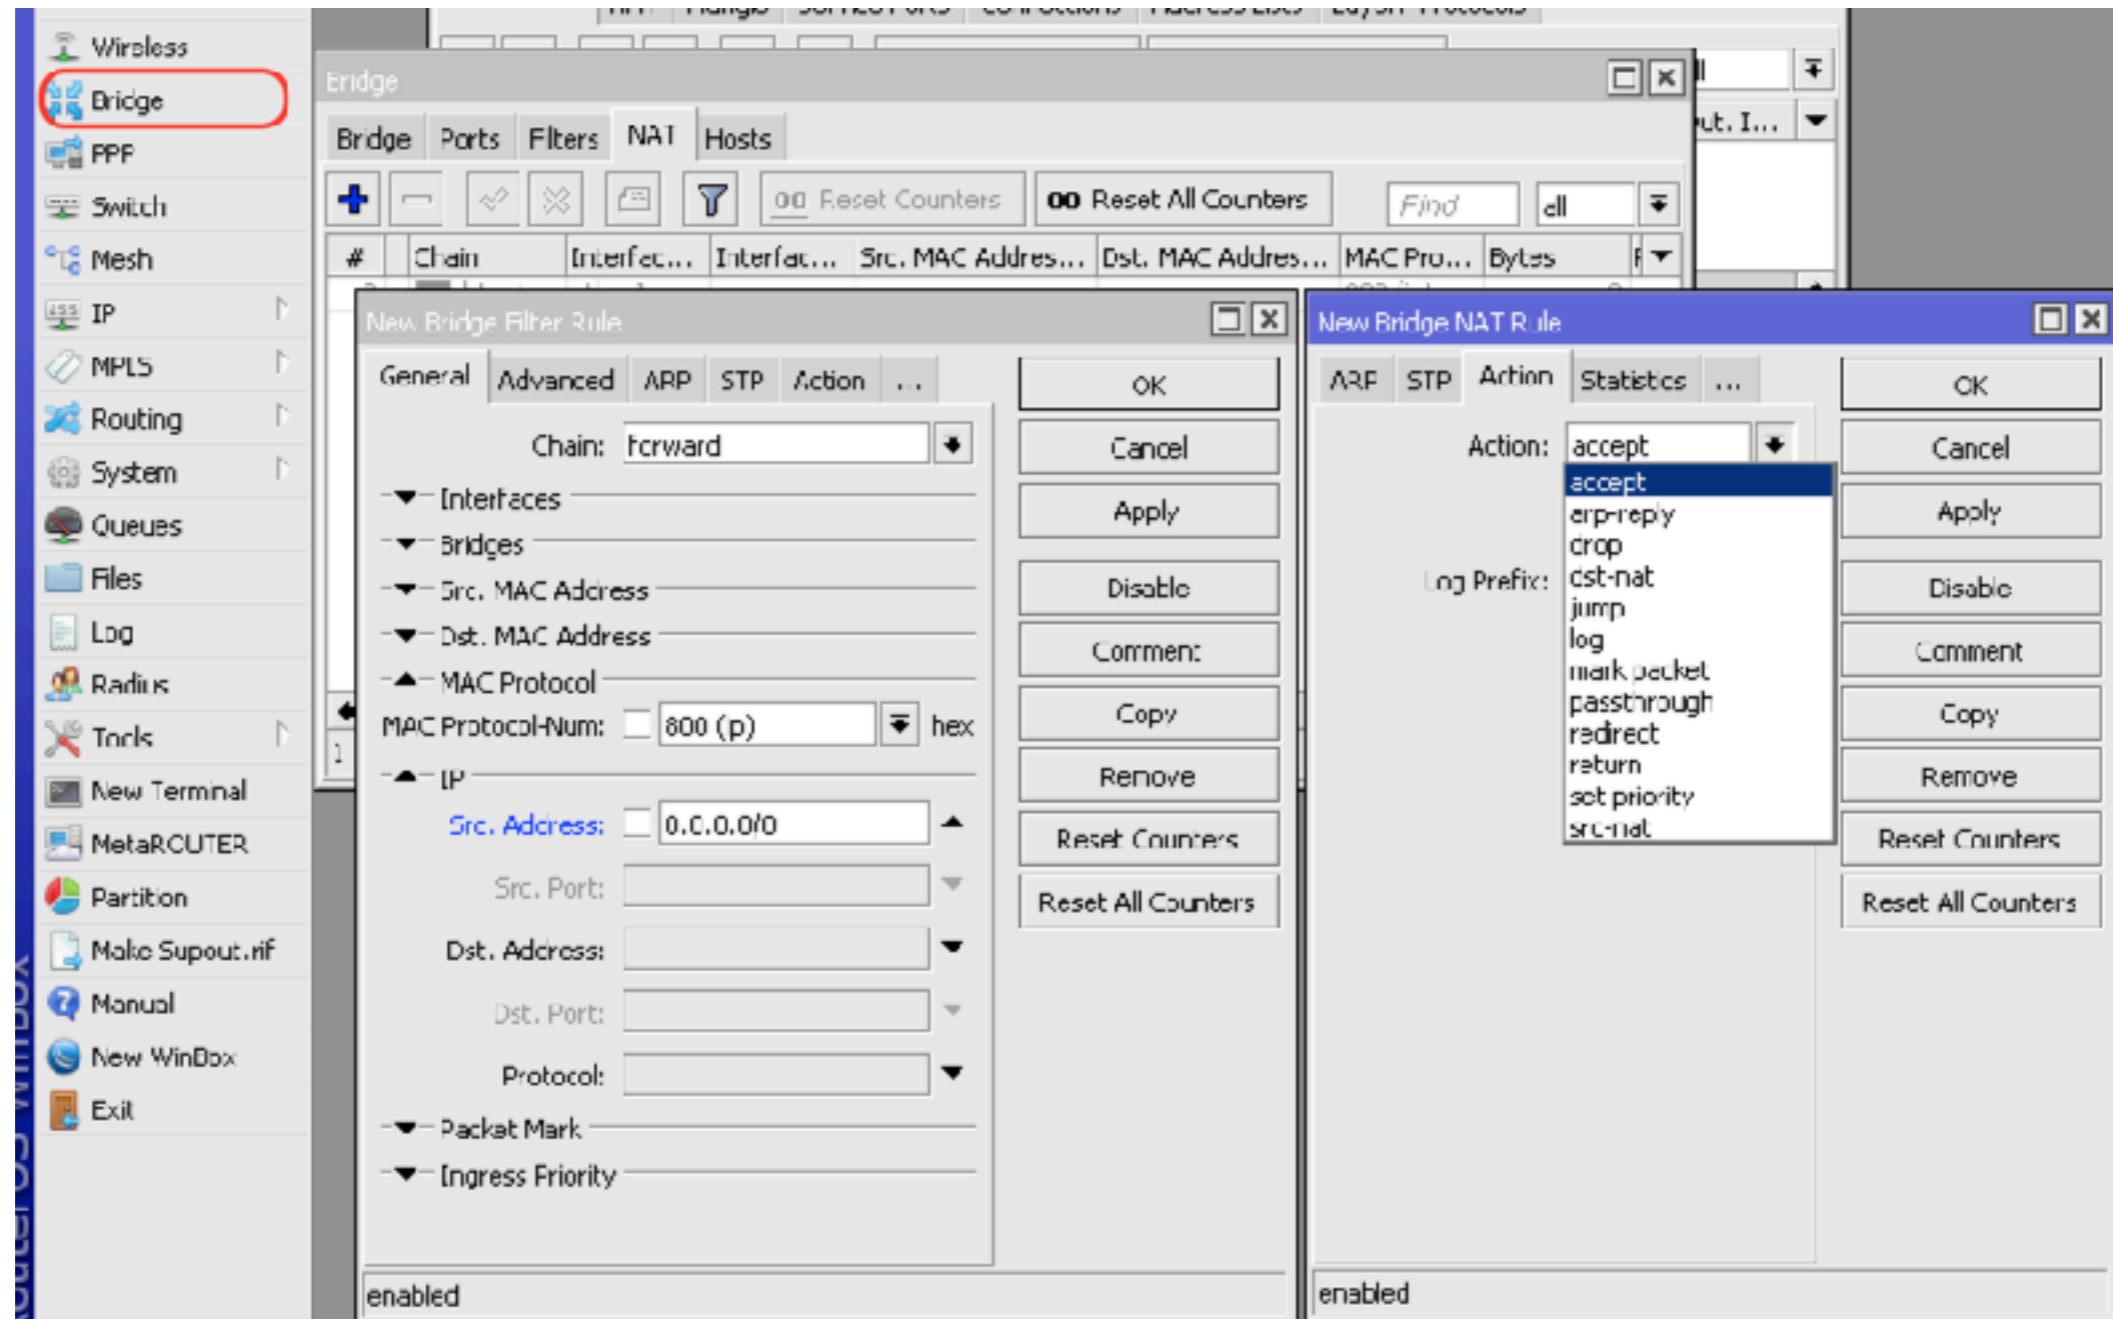 Wireless
Bridge
PPP
Switch
Mesh
IP
MPLS
Routing
System
Queues
Files
Log
Radius
Tools
New Terminal
MetaROUTER
Partition
Make Supout.rif
Manual
New WinBox
Exit
RouterOS WinBox
Bridge
Bridge Ports Filters NAT Hosts
Reset Counters Reset All Counters Find all
# Chain Interfac... Interfac... Src. MAC Addres... Dst. MAC Addres... MAC Pro... Bytes
ut. I...
New Bridge Filter Rule
General Advanced ARP STP Action ...
Chain: forward
Interfaces
Bridges
Src. MAC Address
Dst. MAC Address
MAC Protocol
MAC Protocol-Num: 800 (ip) hex
IP
Src. Address: 0.0.0.0/0
Src. Port:
Dst. Address:
Dst. Port:
Protocol:
Packet Mark
Ingress Priority
OK
Cancel
Apply
Disable
Comment
Copy
Remove
Reset Counters
Reset All Counters
enabled
New Bridge NAT Rule
ARP STP Action Statistics ...
Action: accept
accept
arp-reply
drop
dst-nat
jump
log
mark packet
passthrough
redirect
return
set priority
src-nat
Log Prefix:
OK
Cancel
Apply
Disable
Comment
Copy
Remove
Reset Counters
Reset All Counters
enabled